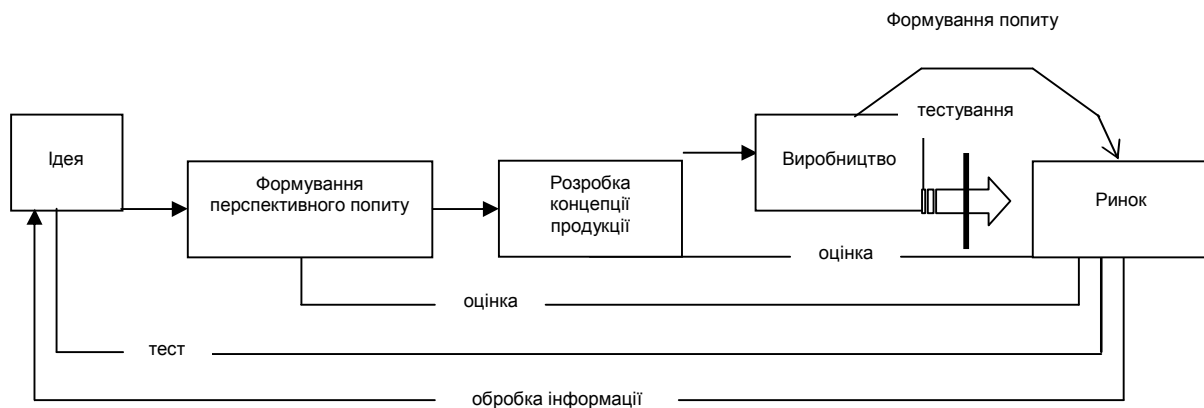 Формування попиту
тестування
Ідея
Формування
перспективного попиту
Розробка
концепції
продукції
Виробництво
Ринок
оцінка
оцінка
тест
обробка інформації